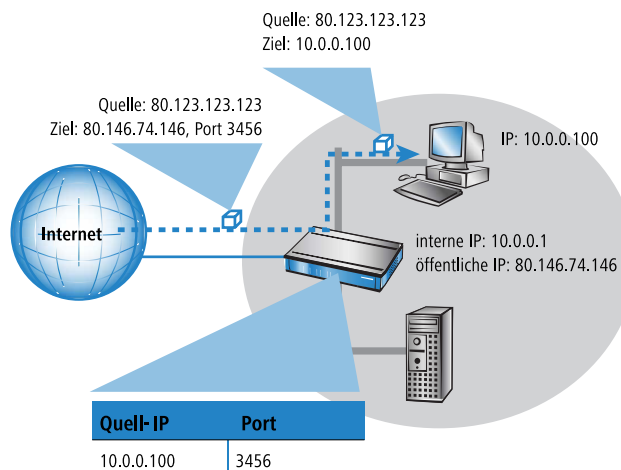 Quelle: 80.123.123.123
Ziel: 10.0.0.100
Quelle: 80.123.123.123
Ziel: 80.146.74.146, Port 3456
IP: 10.0.0.100
Internet
interne IP: 10.0.0.1
öffentliche IP: 80.146.74.146
Quell-IP Port
10.0.0.100 3456